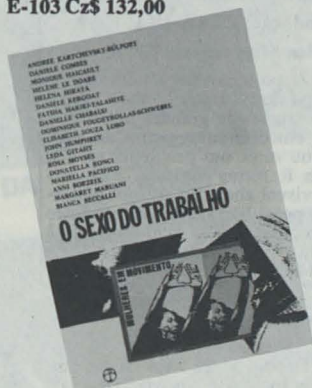 E-103 Cz$ 132,00
ANDREE KARTCHEVSKY-BULPORT
DANIELE COMBES
MONIQUE HAICAULT
HELENE LE DOARE
HELENA HIRATA
DANIELE KERGOAT
FATIHA HAKIKI-TALAHITE
DANIELLE CHABAUD
DOMINIQUE FOUGEYROLLAS-SCHWEBEL
ELISABETH SOUZA LOBO
JOHN HUMPHREY
LEDA GITAHY
ROSA MOYSES
DONATELLA RONCI
MARIELLA PACIFICO
ANNI BORZEIX
MARGARET MARUANI
BIANCA BECCALLI
O SEXO DO TRABALHO
MULHERES EM MOVIMENTO